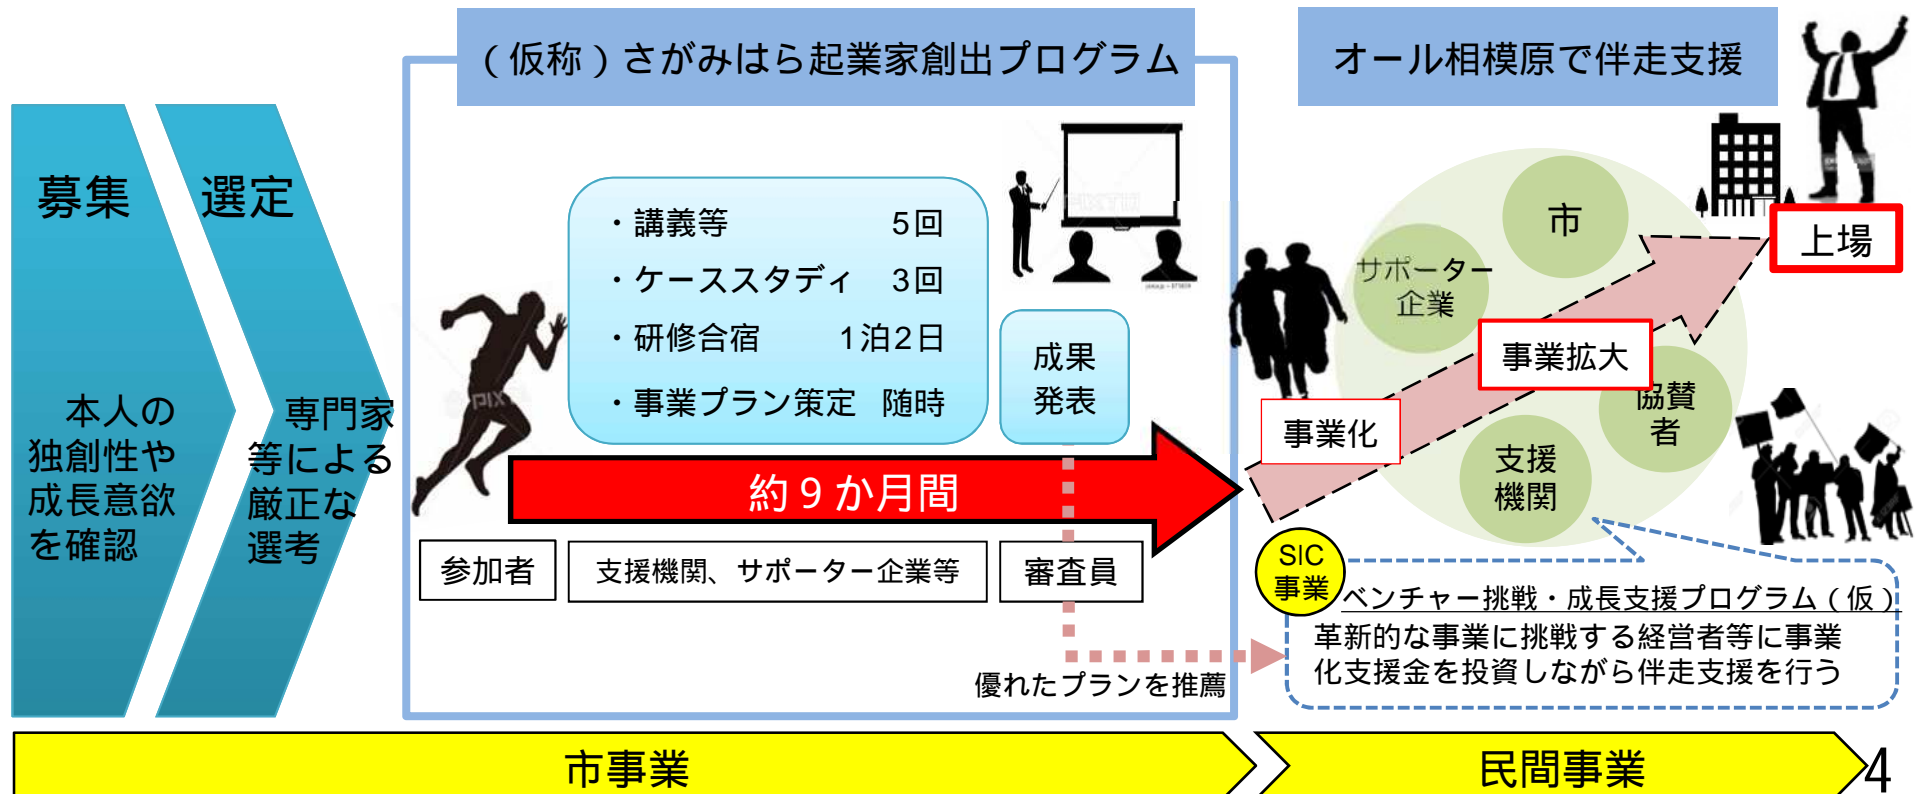 （仮称）さがみはら起業家創出プログラム
オール相模原で伴走支援
募集
本人の
独創性や
成長意欲
を確認
選定
専門家
等による
厳正な
選考
・講義等　5回
・ケーススタディ　3回
・研修合宿　1泊2日
・事業プラン策定　随時
成果
発表
約９か月間
参加者
支援機関、サポーター企業等
審査員
優れたプランを推薦
市
サポーター
企業
上場
事業拡大
協賛
者
事業化
支援
機関
SIC
事業
ベンチャー挑戦・成長支援プログラム（仮）
革新的な事業に挑戦する経営者等に事業
化支援金を投資しながら伴走支援を行う
市事業
民間事業
4